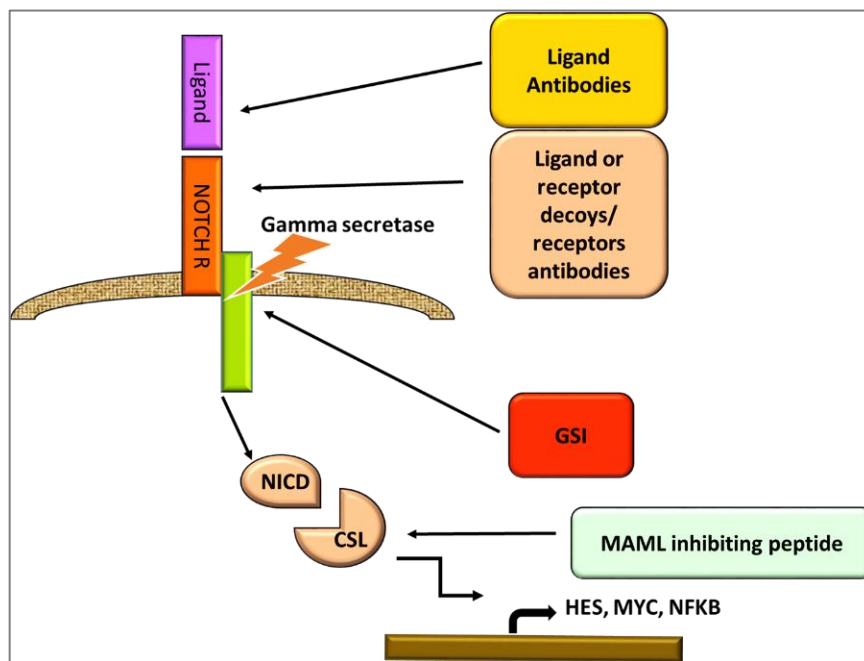 Ligand
Ligand
Antibodies
NOTCH R
Ligand or
receptor
decoys/
receptors
antibodies
Gamma secretase
GSI
NICD
CSL
MAML inhibiting peptide
HES, MYC, NFKB